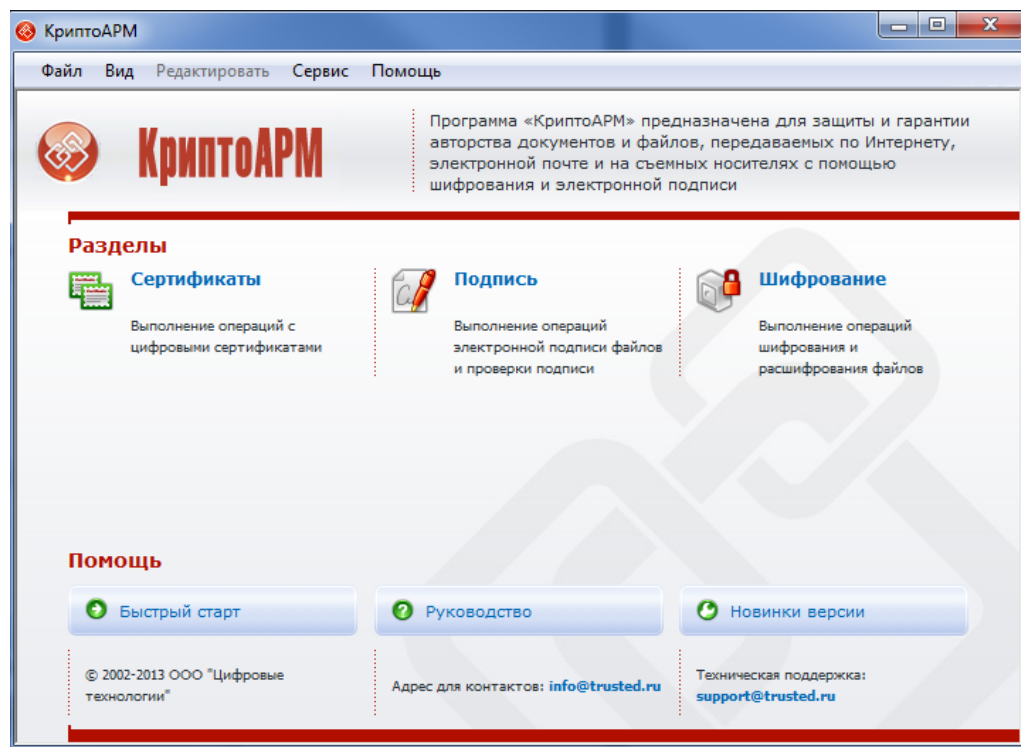 КриптоАРМ
Файл Вид Редактировать Сервис Помощь
КриптоАРМ
Программа «КриптоАРМ» предназначена для защиты и гарантии
авторства документов и файлов, передаваемых по Интернету,
электронной почте и на съемных носителях с помощью
шифрования и электронной подписи
Разделы
Сертификаты
Выполнение операций с
цифровыми сертификатами
Подпись
Выполнение операций
электронной подписи файлов
и проверки подписи
Шифрование
Выполнение операций
шифрования и
расшифрования файлов
Помощь
Быстрый старт
Руководство
Новинки версии
© 2002-2013 ООО "Цифровые
технологии"
Адрес для контактов: info@trusted.ru
Техническая поддержка:
support@trusted.ru